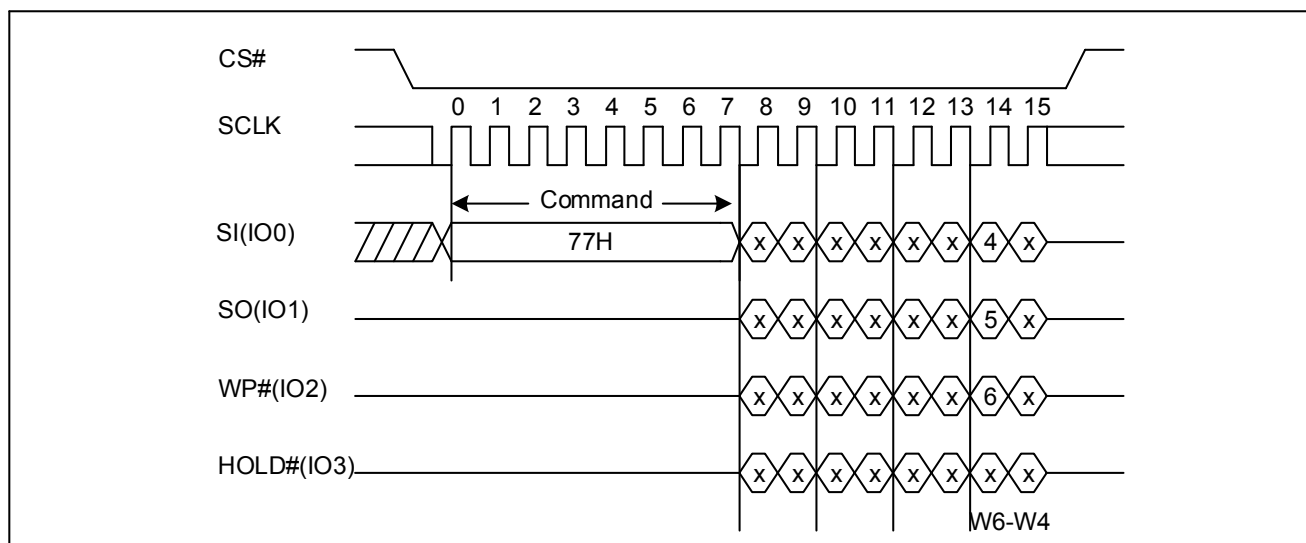 CS#
0 1 2 3 4 5 6 7 8 9 10 11 12 13 14 15
SCLK
Command
SI(IO0) 77H x x x x x x 4 x
SO(IO1) x x x x x x 5 x
WP#(IO2) x x x x x x 6 x
HOLD#(IO3) x x x x x x x x
W6-W4